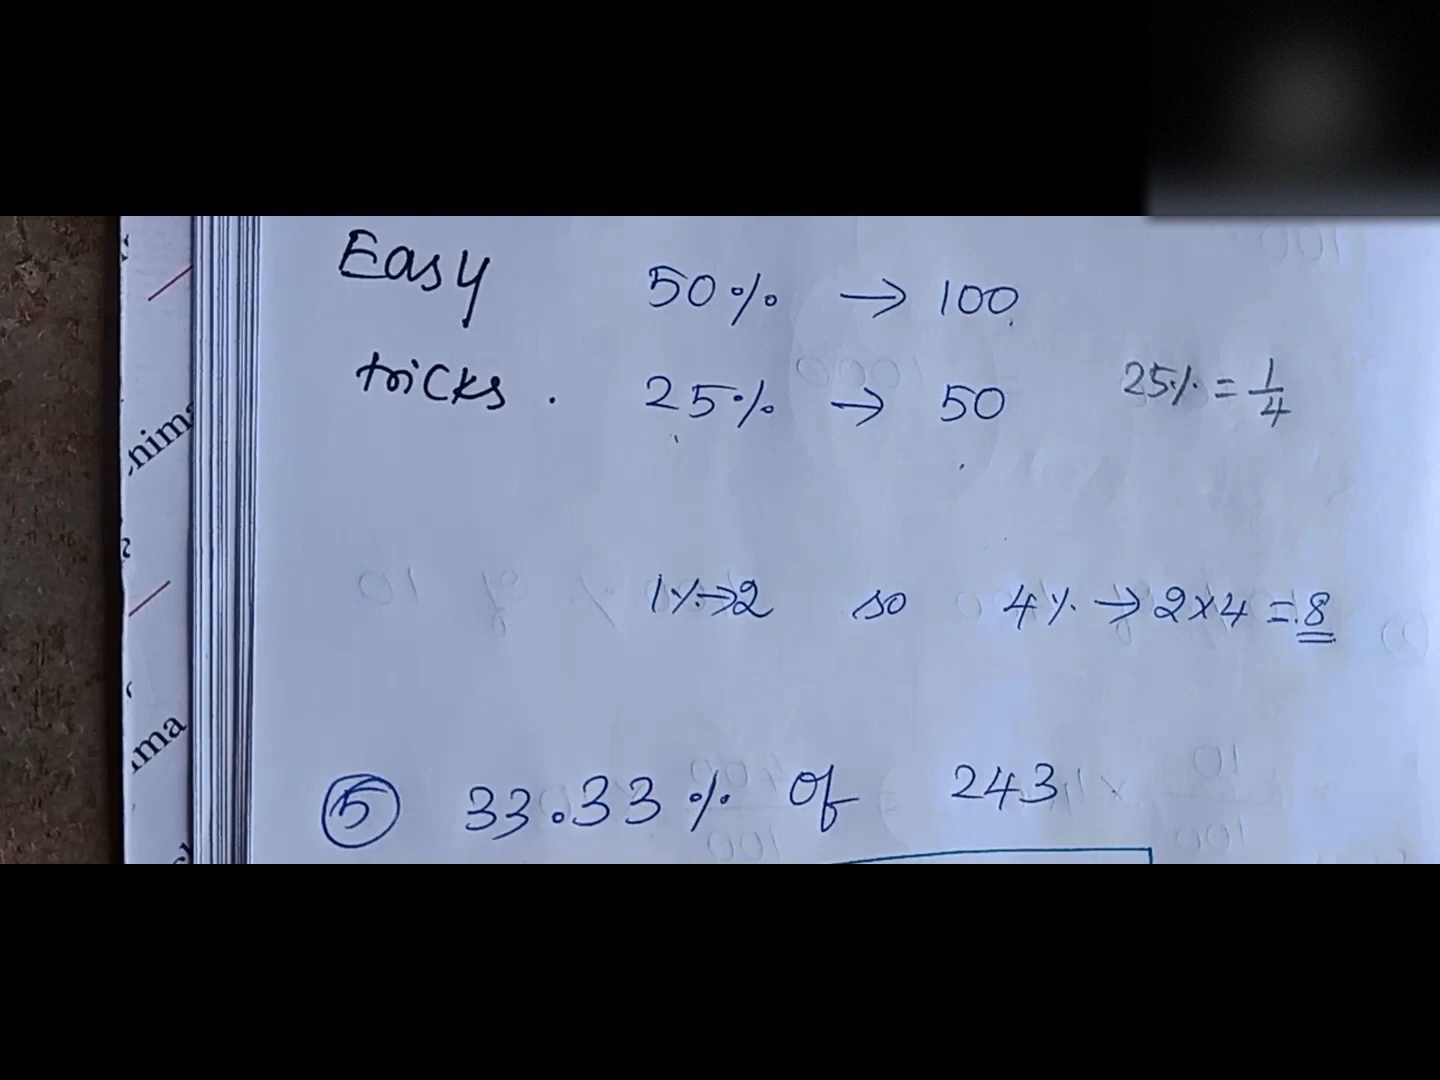 Easy
tricks.
50% → 100
25% → 50
25% = 1/4
1% → 2 so 4% → 2×4 = 8
⑤ 33.33% of 243